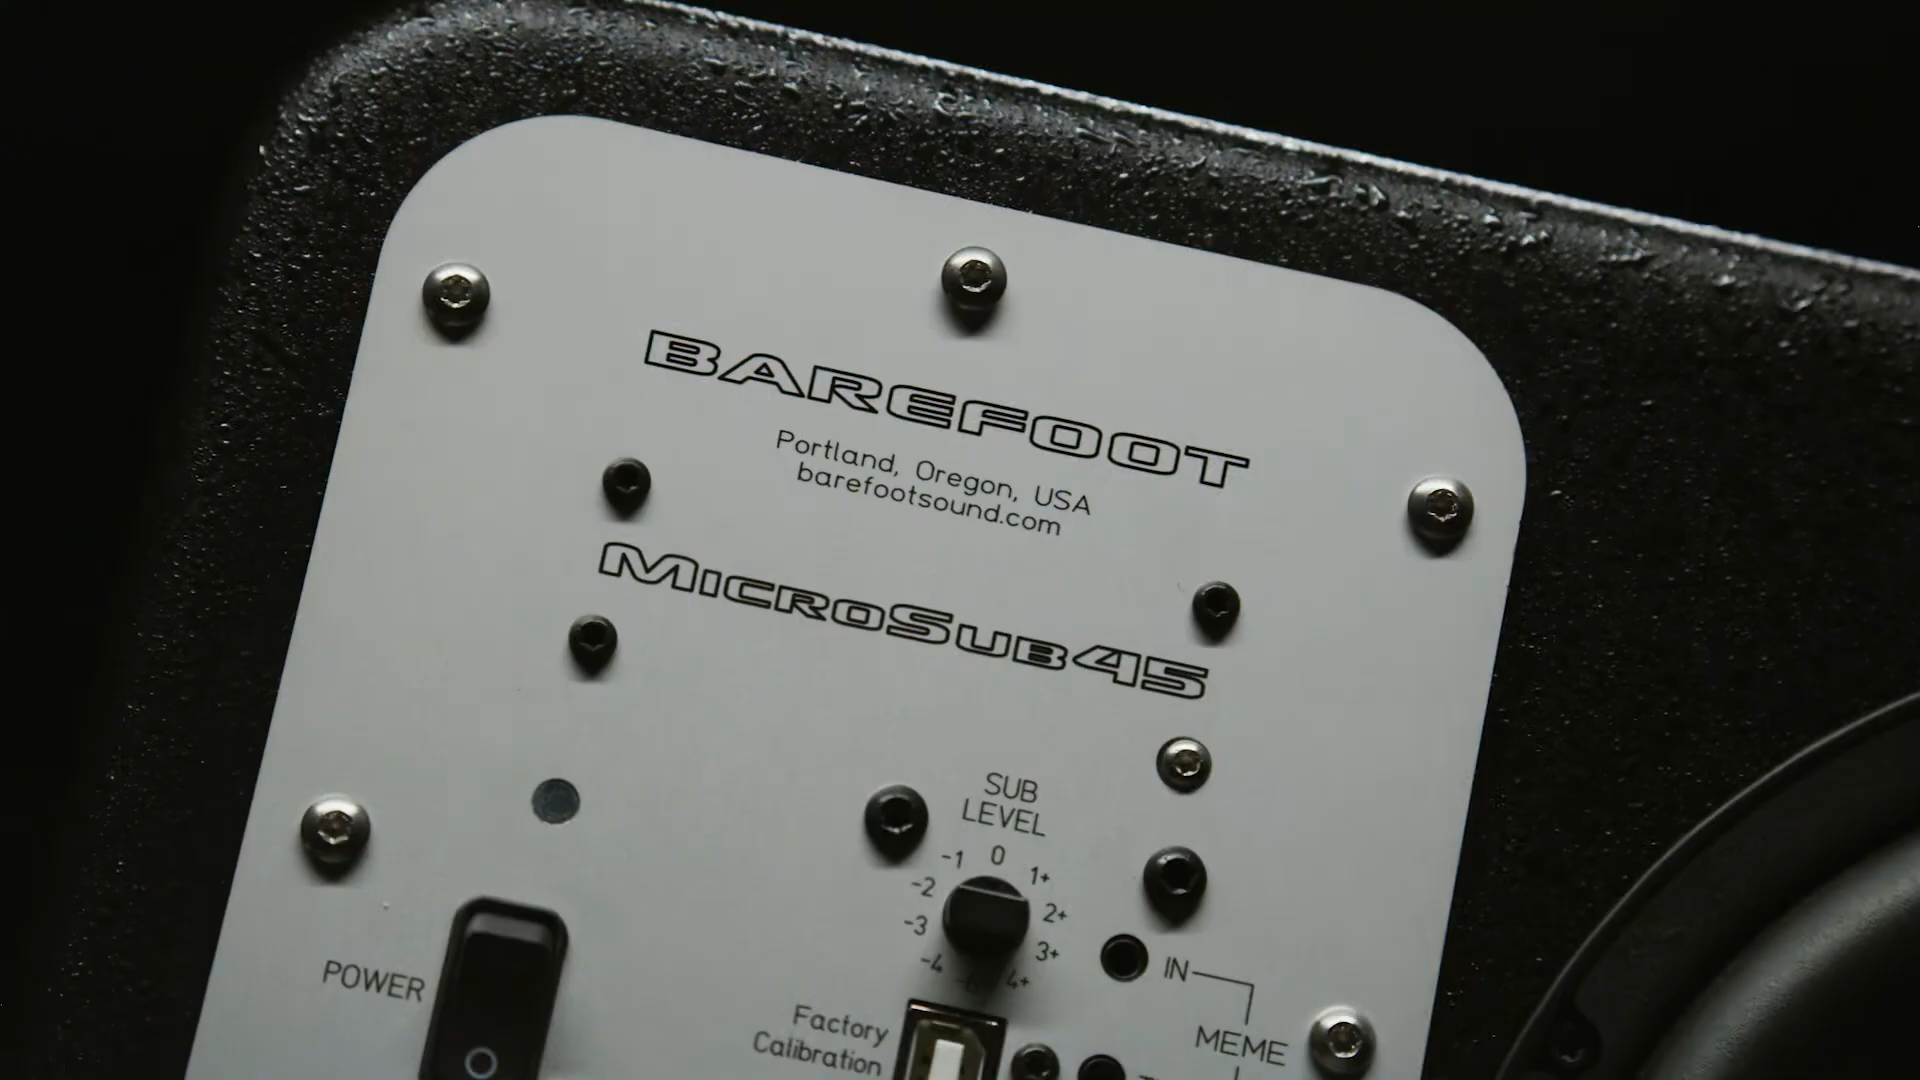 BAREFOOT
Portland, Oregon, USA
barefootsound.com
MICROSUB45
SUB
LEVEL
-1 0 1+
-2 2+
-3 3+
-4 4+
POWER
IN
MEME
Factory
Calibration